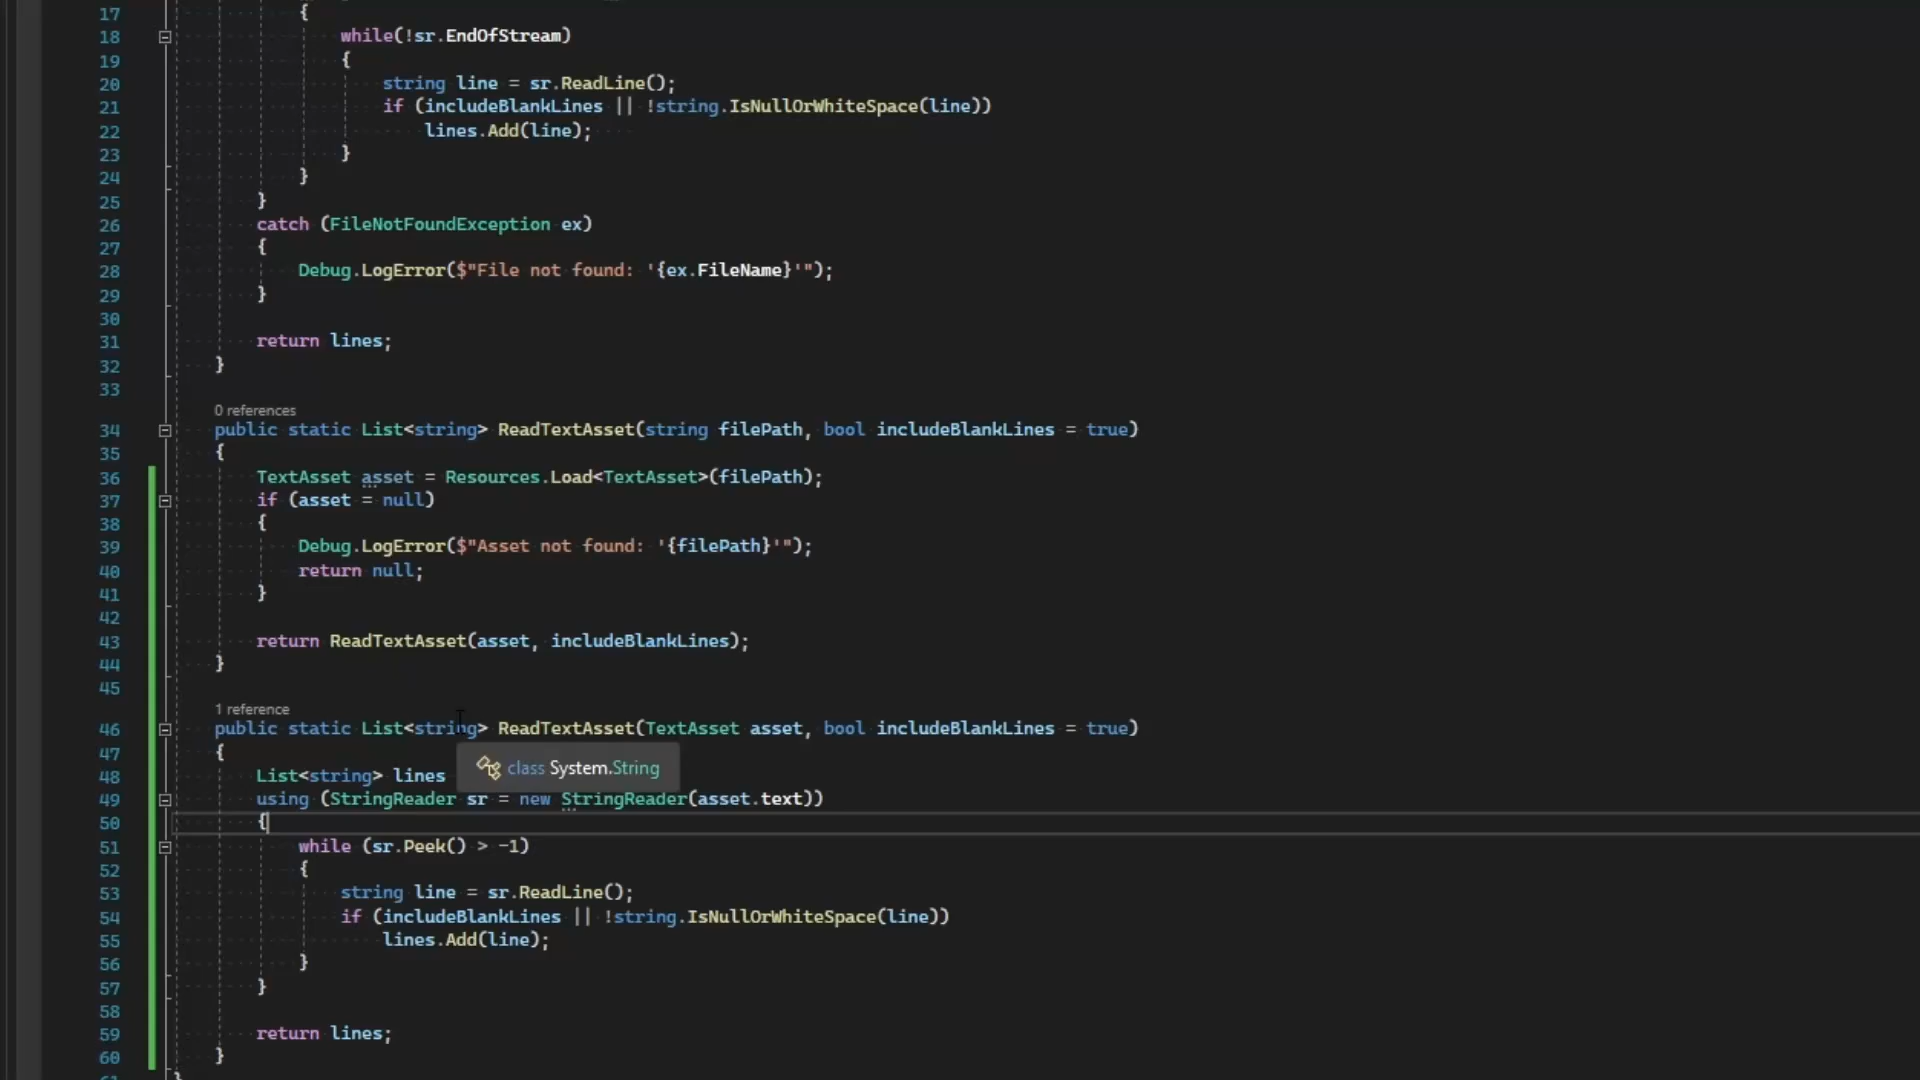 17 {
18 while(!sr.EndOfStream)
19 {
20 string line = sr.ReadLine();
21 if (includeBlankLines || !string.IsNullOrWhiteSpace(line))
22 lines.Add(line);
23 }
24 }
25 }
26 catch (FileNotFoundException ex)
27 {
28 Debug.LogError($"File not found: '{ex.FileName}'");
29 }
30
31 return lines;
32 }
33
0 references
34 public static List<string> ReadTextAsset(string filePath, bool includeBlankLines = true)
35 {
36 TextAsset asset = Resources.Load<TextAsset>(filePath);
37 if (asset = null)
38 {
39 Debug.LogError($"Asset not found: '{filePath}'");
40 return null;
41 }
42
43 return ReadTextAsset(asset, includeBlankLines);
44 }
45
1 reference
46 public static List<string> ReadTextAsset(TextAsset asset, bool includeBlankLines = true)
47 {
class System.String
48 List<string> lines
49 using (StringReader sr = new StringReader(asset.text))
50 {
51 while (sr.Peek() > -1)
52 {
53 string line = sr.ReadLine();
54 if (includeBlankLines || !string.IsNullOrWhiteSpace(line))
55 lines.Add(line);
56 }
57 }
58
59 return lines;
60 }